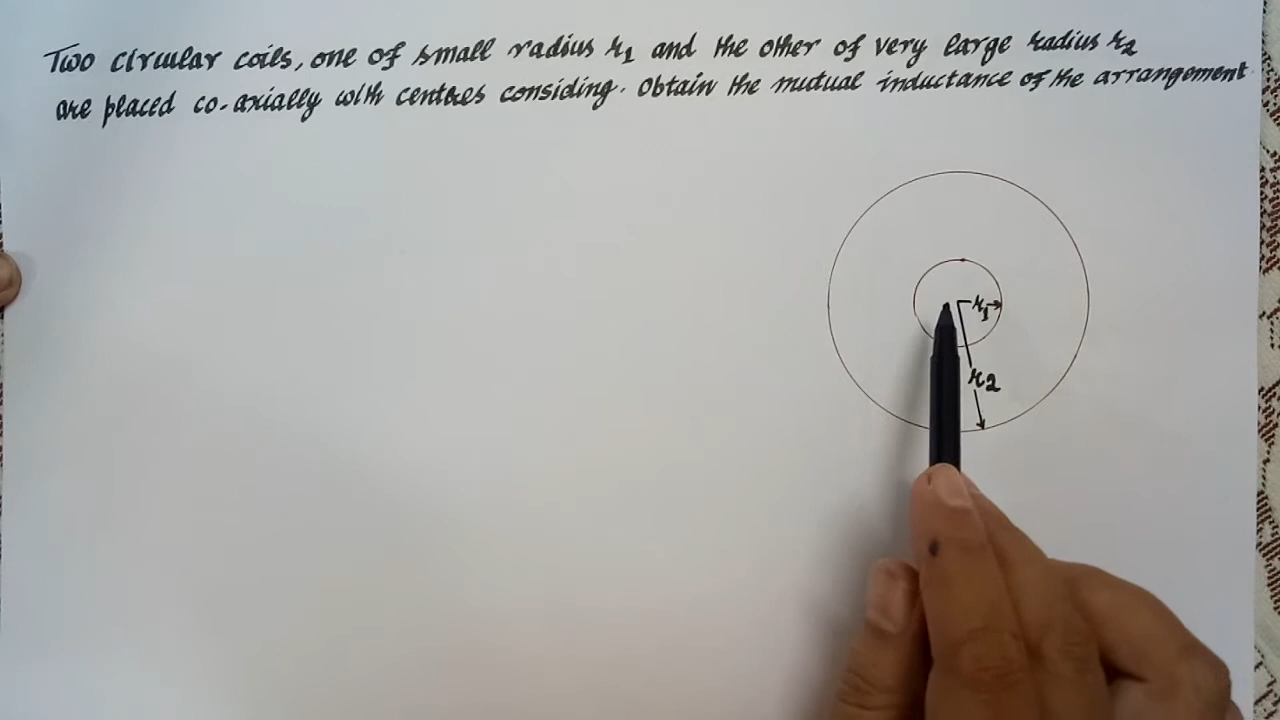 Two circular coils, one of small radius r1 and the other of very large radius r2
are placed co-axially with centres considing. Obtain the mutual inductance of the arrangement.
r1
r2